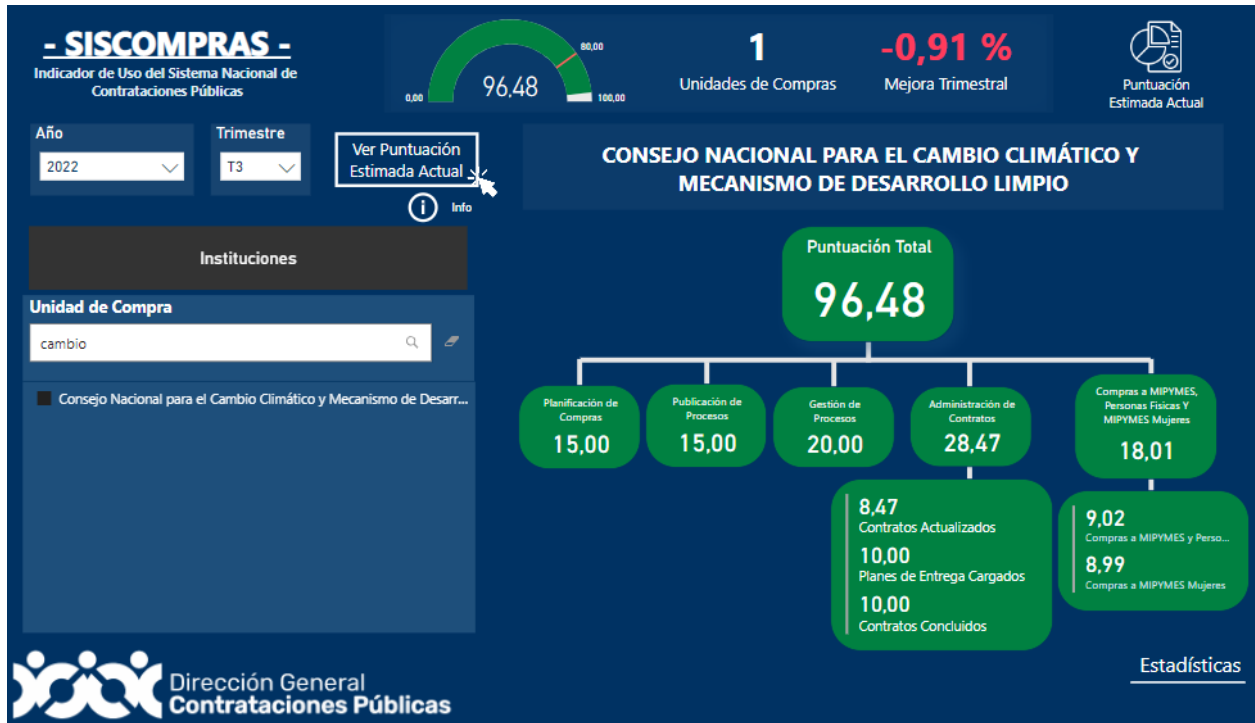 - SISCOMPRAS -
Indicador de Uso del Sistema Nacional de
Contrataciones Públicas
0,00
96,48
80,00
100,00
1
Unidades de Compras
-0,91 %
Mejora Trimestral
Puntuación
Estimada Actual
Año
2022
Trimestre
T3
Ver Puntuación
Estimada Actual
Info
CONSEJO NACIONAL PARA EL CAMBIO CLIMÁTICO Y
MECANISMO DE DESARROLLO LIMPIO
Instituciones
Unidad de Compra
cambio
Consejo Nacional para el Cambio Climático y Mecanismo de Desarr...
Puntuación Total
96,48
Planificación de
Compras
15,00
Publicación de
Procesos
15,00
Gestión de
Procesos
20,00
Administración de
Contratos
28,47
Compras a MIPYMES,
Personas Fisicas Y
MIPYMES Mujeres
18,01
8,47
Contratos Actualizados
10,00
Planes de Entrega Cargados
10,00
Contratos Concluidos
9,02
Compras a MIPYMES y Perso...
8,99
Compras a MIPYMES Mujeres
Dirección General
Contrataciones Públicas
Estadísticas